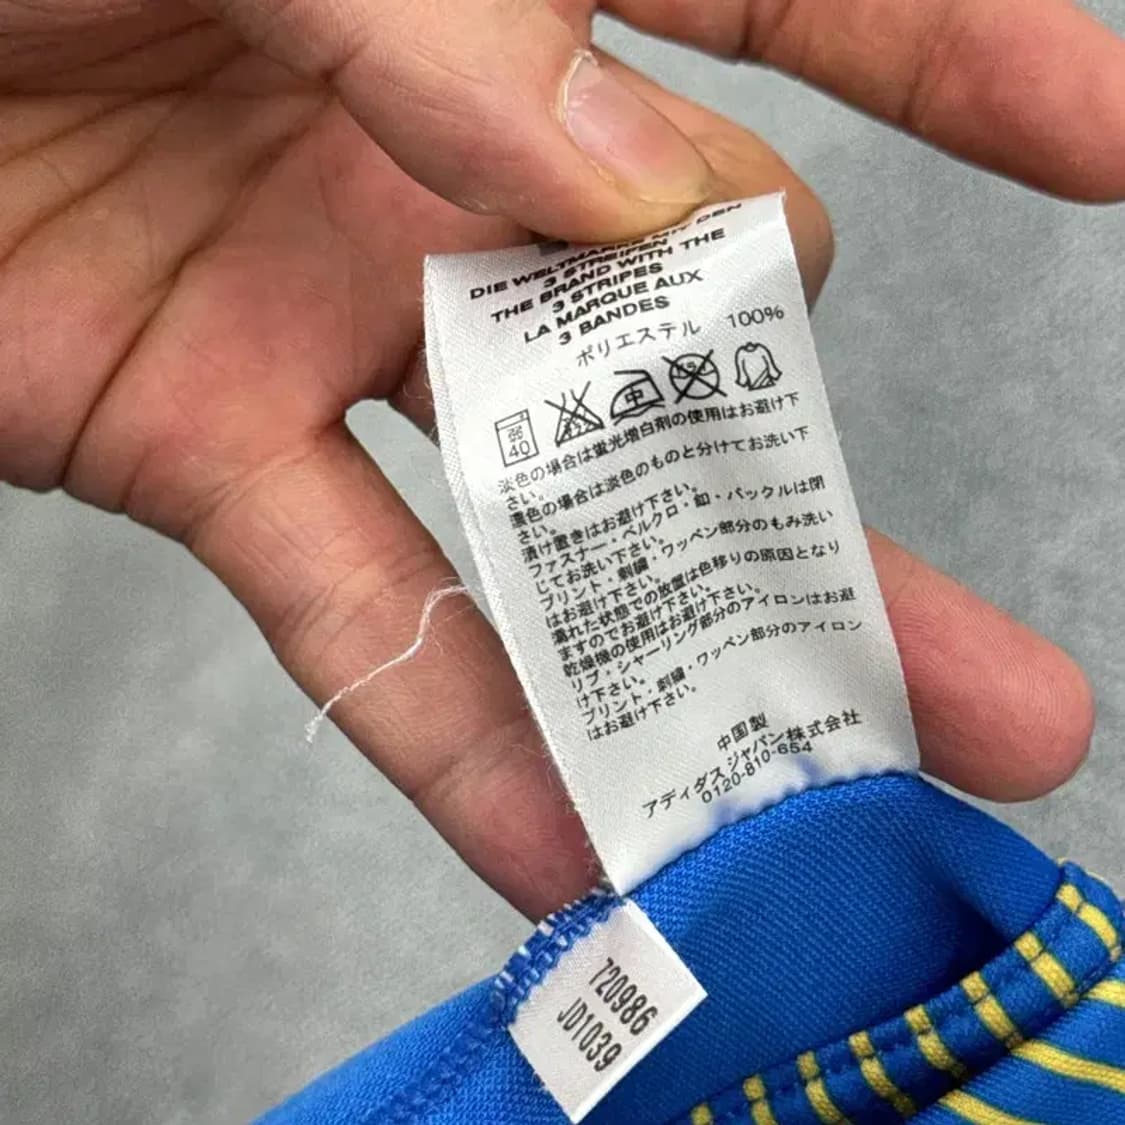 DIE WELTMARKE MIT DEN
3 STREIFEN
THE BRAND WITH THE
3 STRIPES
LA MARQUE AUX
3 BANDES
ポリエステル 100%
弱
40
中
淡色の場合は蛍光増白剤の使用はお避け下
さい。
濃色の場合は淡色のものと分けてお洗い下
さい。
漬け置きはお避け下さい。
ファスナー・ベルクロ・釦・バックルは閉
じてお洗い下さい。
プリント・刺繍・ワッペン部分のもみ洗い
はお避け下さい。
濡れた状態での放置は色移りの原因となり
ますのでお避け下さい。
乾燥機の使用はお避け下さい。
リブ・シャーリング部分のアイロンはお避
け下さい。
プリント・刺繍・ワッペン部分のアイロン
はお避け下さい。
中国製
アディダスジャパン株式会社
0120-810-654
720986
JD1039